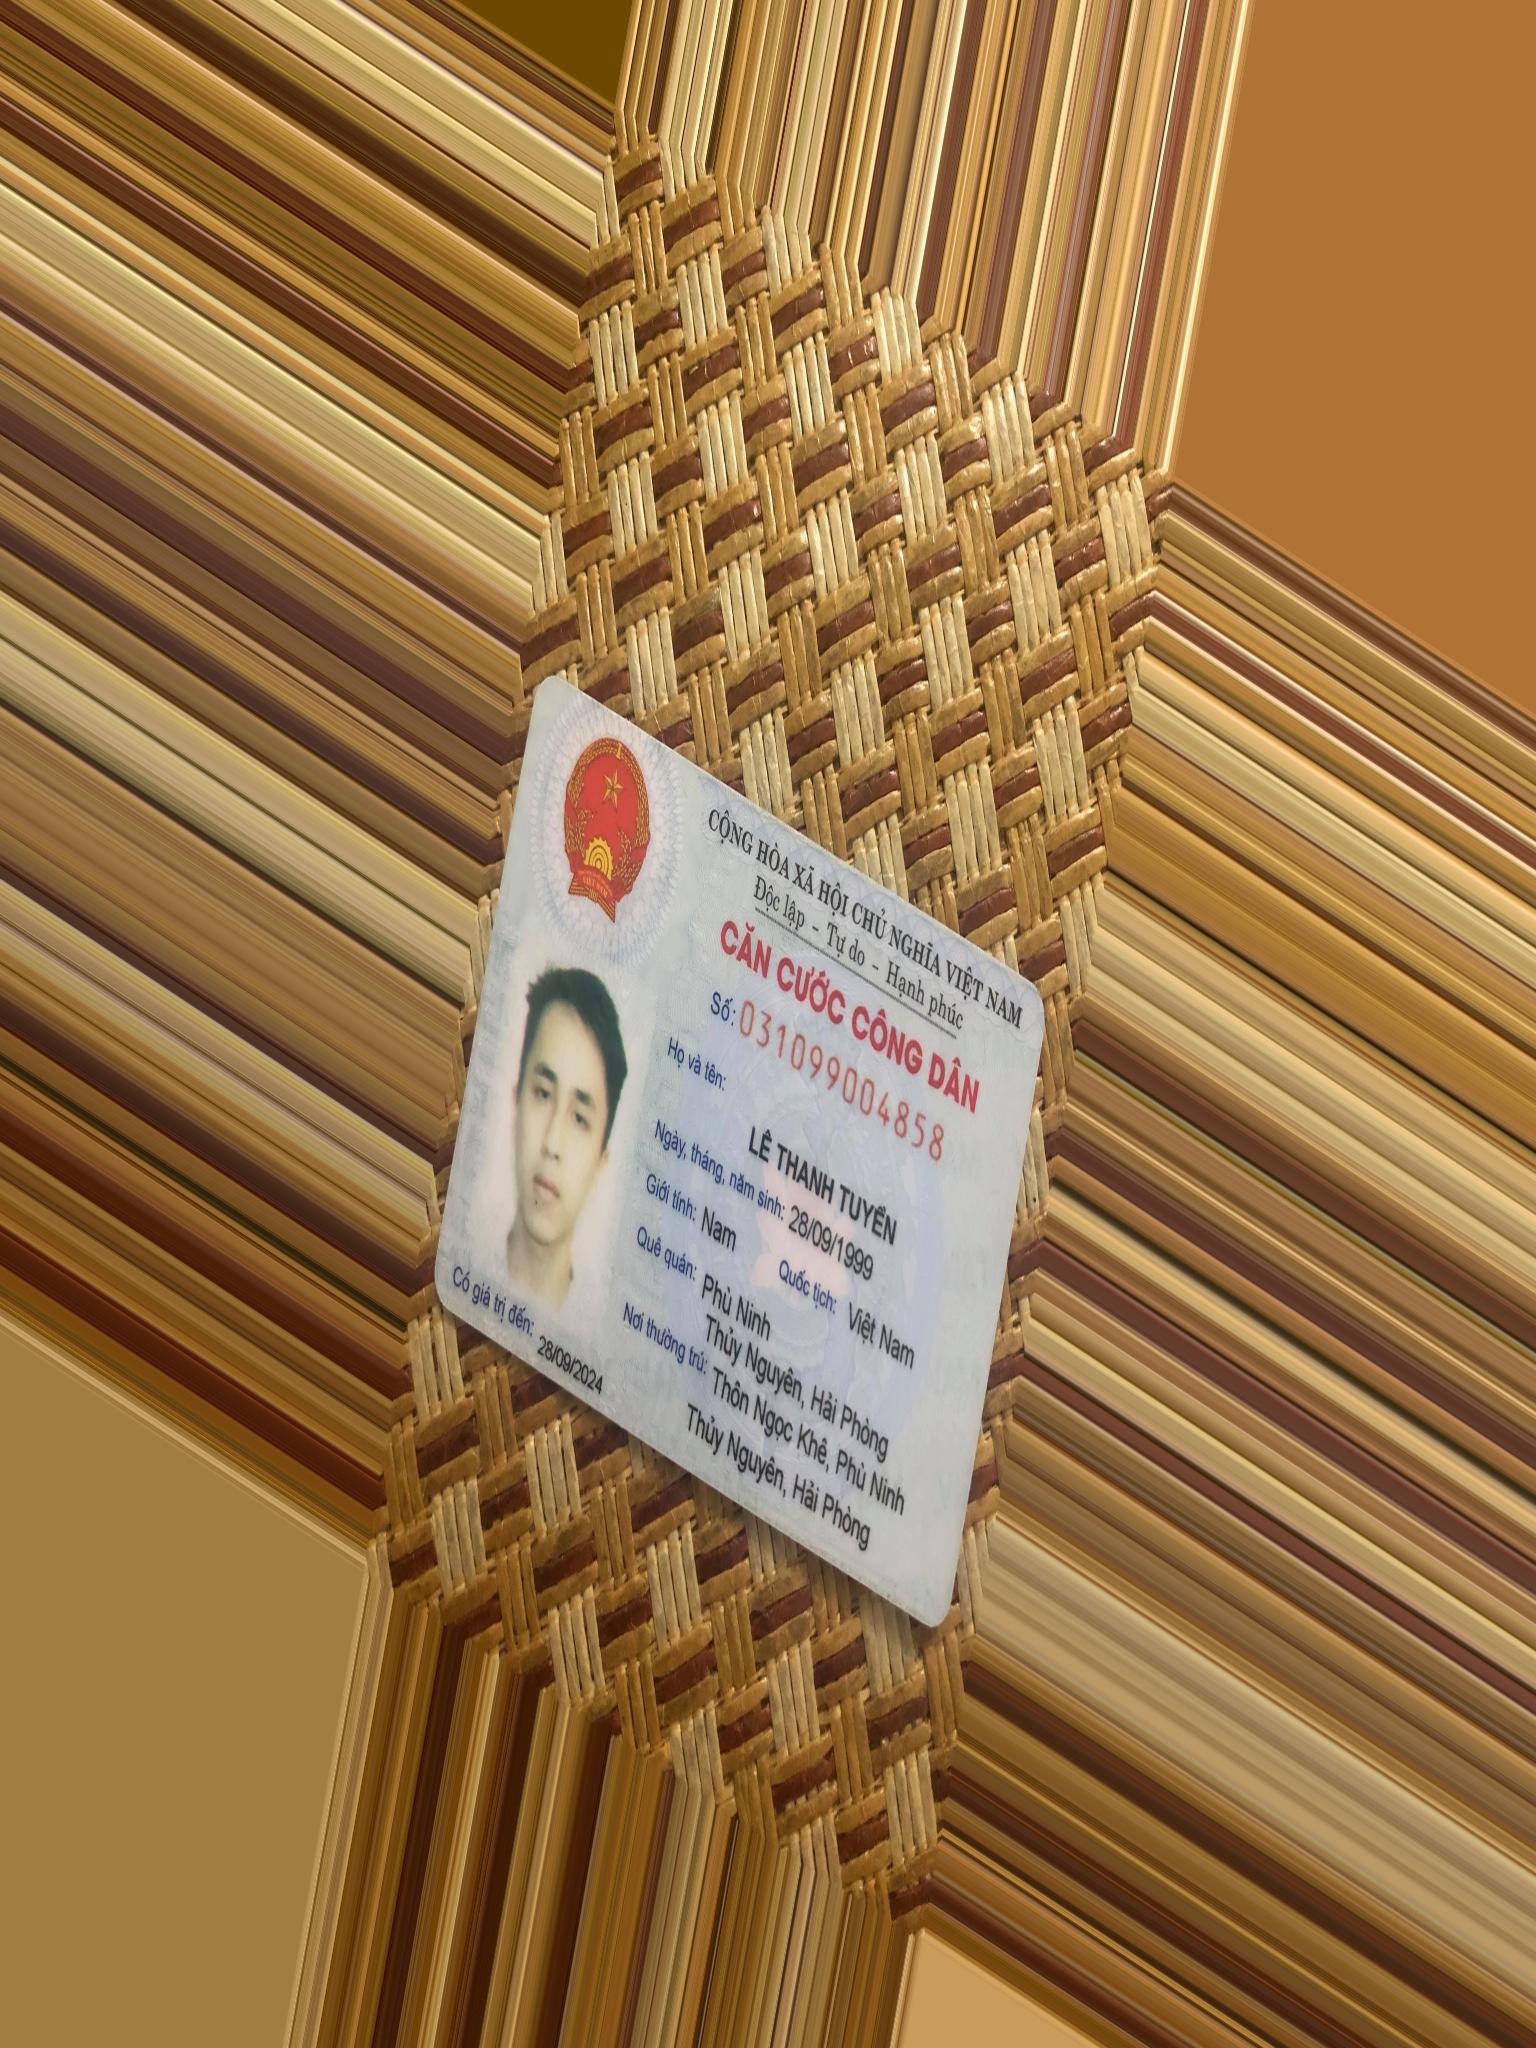 CỘNG HÒA XÃ HỘI CHỦ NGHĨA VIỆT NAM
Độc lập - Tự do - Hạnh phúc
CĂN CƯỚC CÔNG DÂN
Số: 031099004858
Họ và tên:
LÊ THANH TUYỀN
Ngày, tháng, năm sinh: 28/09/1999
Giới tính: Nam Quốc tịch: Việt Nam
Quê quán: Phù Ninh
Thủy Nguyên, Hải Phòng
Nơi thường trú: Thôn Ngọc Khê, Phù Ninh
Thủy Nguyên, Hải Phòng
Có giá trị đến: 28/09/2024